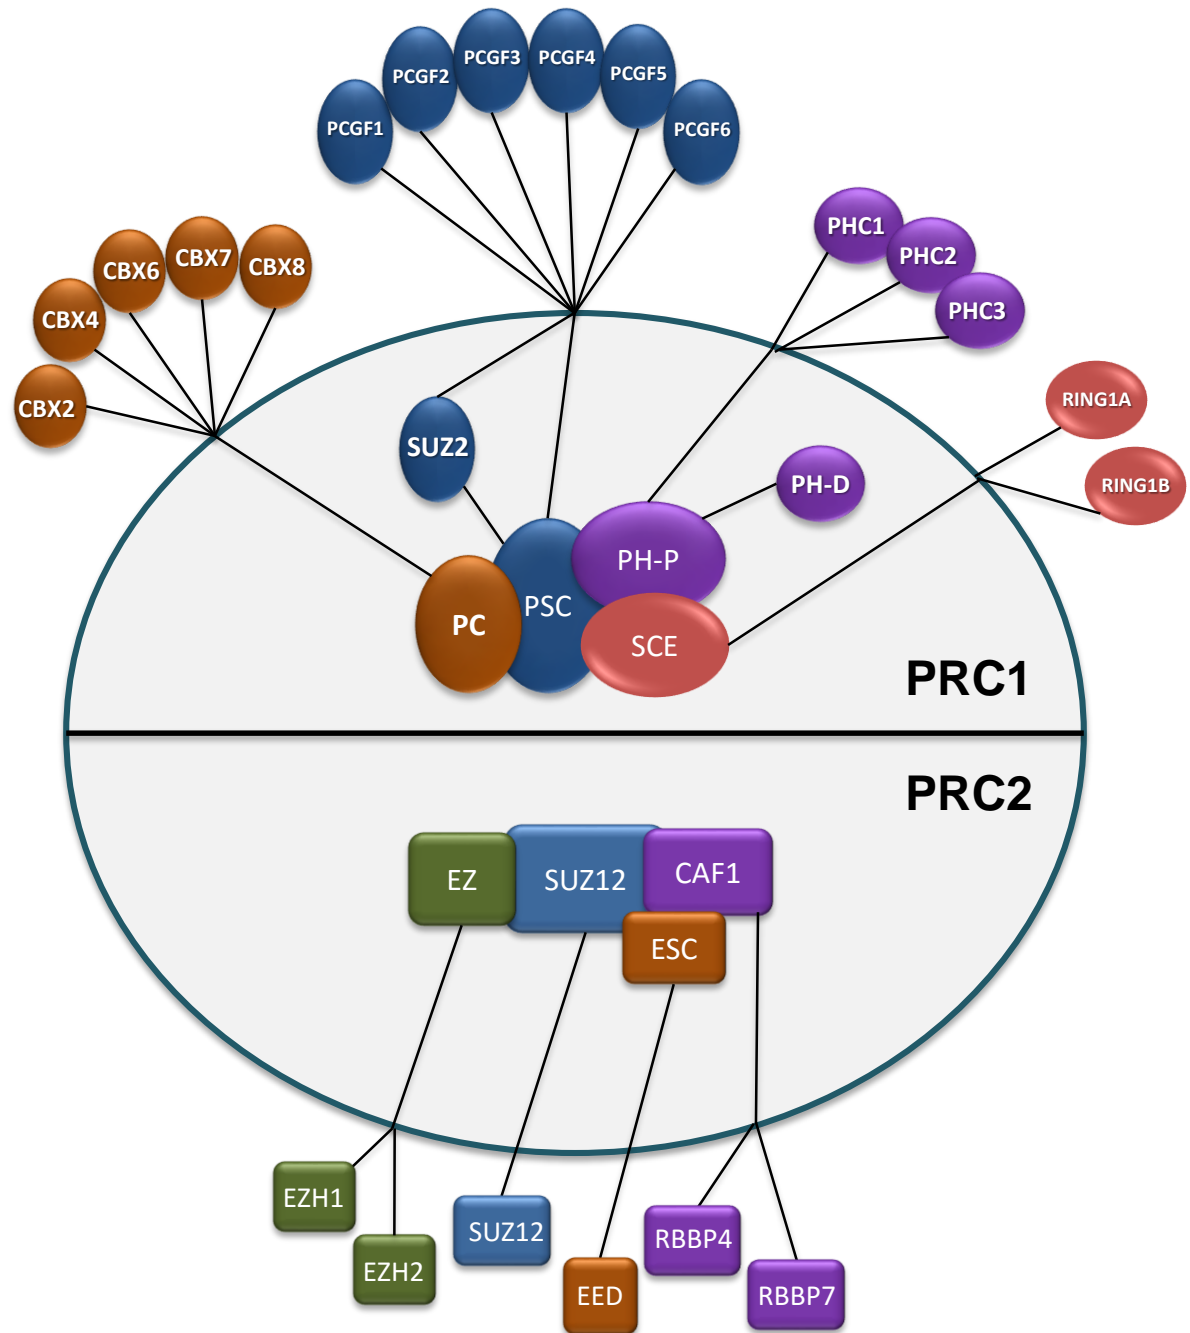 PCGF1
PCGF2
PCGF3
PCGF4
PCGF5
PCGF6
CBX2
CBX4
CBX6
CBX7
CBX8
PHC1
PHC2
PHC3
RING1A
RING1B
SUZ2
PH-D
PH-P
PSC
PC
SCE
PRC1
PRC2
EZ
SUZ12
CAF1
ESC
EZH1
EZH2
SUZ12
EED
RBBP4
RBBP7